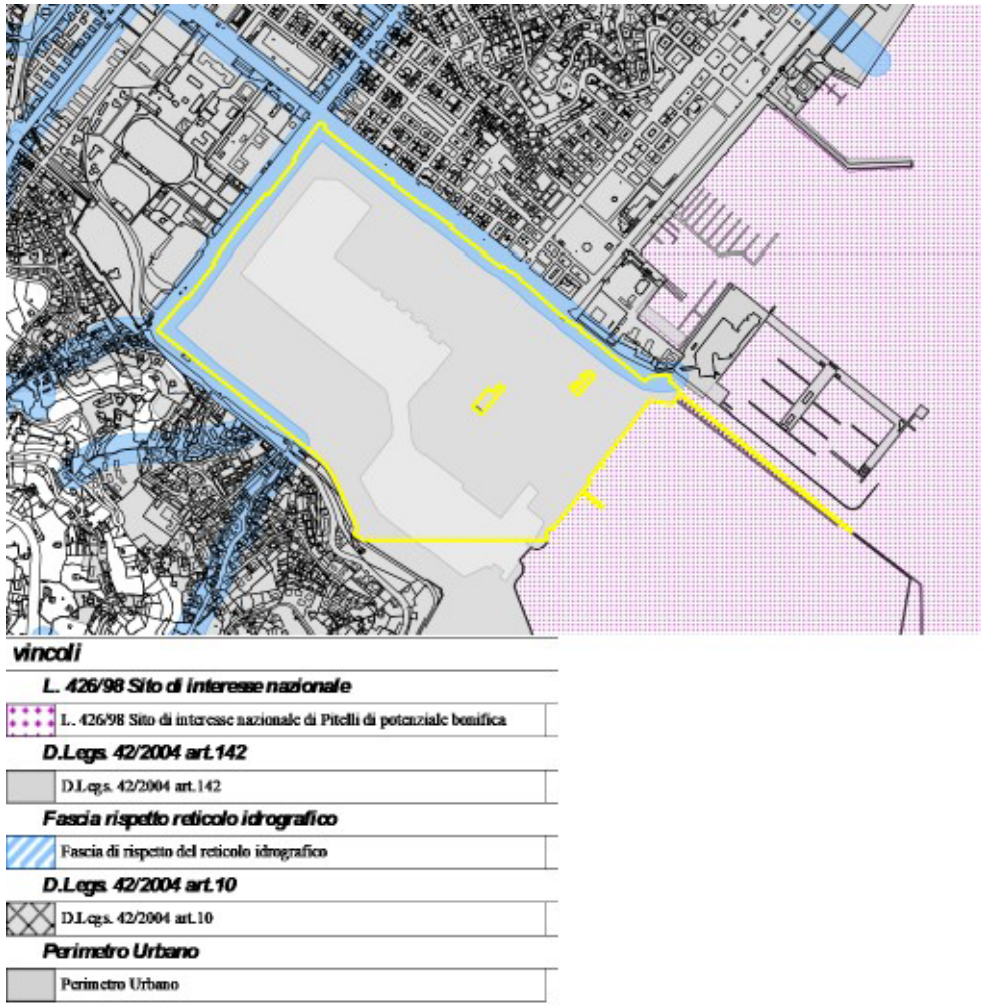 vincoli
L. 426/98 Sito di interesse nazionale
L. 426/98 Sito di interesse nazionale di Pitelli di potenziale bonifica
D.Legs. 42/2004 art.142
D.Legs. 42/2004 art.142
Fascia rispetto reticolo idrografico
Fascia di rispetto del reticolo idrografico
D.Legs. 42/2004 art.10
D.Legs. 42/2004 art.10
Perimetro Urbano
Perimetro Urbano